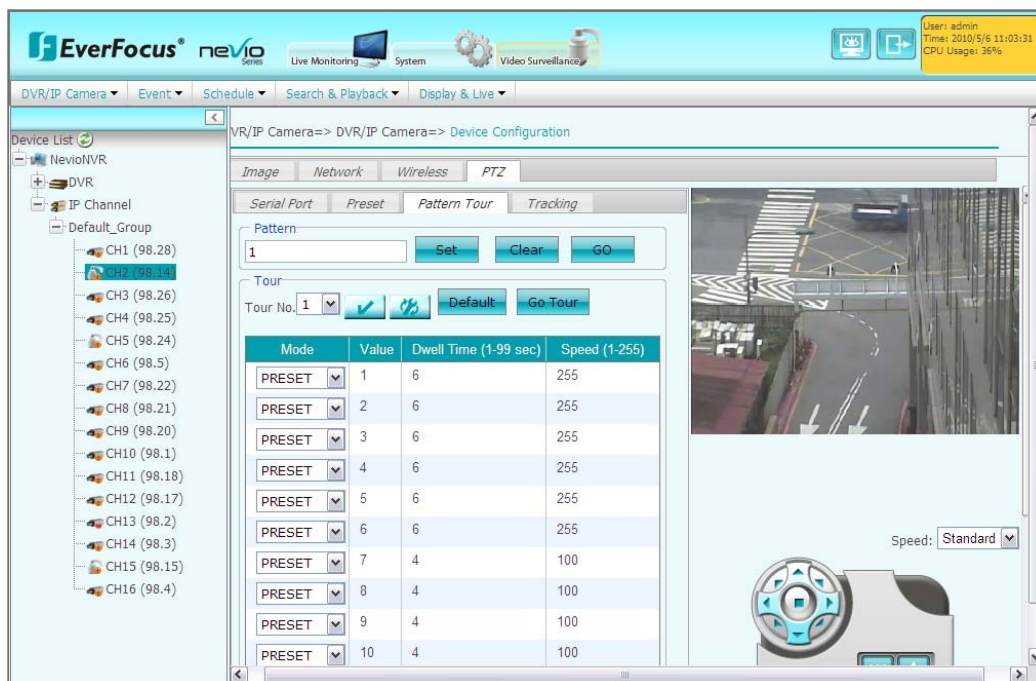 EverFocus® nevio Series
Live Monitoring System Video Surveillance
User: admin
Time: 2010/5/6 11:03:31
CPU Usage: 36%
DVR/IP Camera Event Schedule Search & Playback Display & Live
<
Device List
NevioNVR
DVR
IP Channel
Default_Group
CH1 (98.28)
CH2 (98.14)
CH3 (98.26)
CH4 (98.25)
CH5 (98.24)
CH6 (98.5)
CH7 (98.22)
CH8 (98.21)
CH9 (98.20)
CH10 (98.1)
CH11 (98.18)
CH12 (98.17)
CH13 (98.2)
CH14 (98.3)
CH15 (98.15)
CH16 (98.4)
VR/IP Camera=> DVR/IP Camera=> Device Configuration
Image Network Wireless PTZ
Serial Port Preset Pattern Tour Tracking
Pattern
1 Set Clear GO
Tour
Tour No. 1 Default Go Tour
Mode Value Dwell Time (1-99 sec) Speed (1-255)
PRESET 1 6 255
PRESET 2 6 255
PRESET 3 6 255
PRESET 4 6 255
PRESET 5 6 255
PRESET 6 6 255
PRESET 7 4 100
PRESET 8 4 100
PRESET 9 4 100
PRESET 10 4 100
Speed: Standard